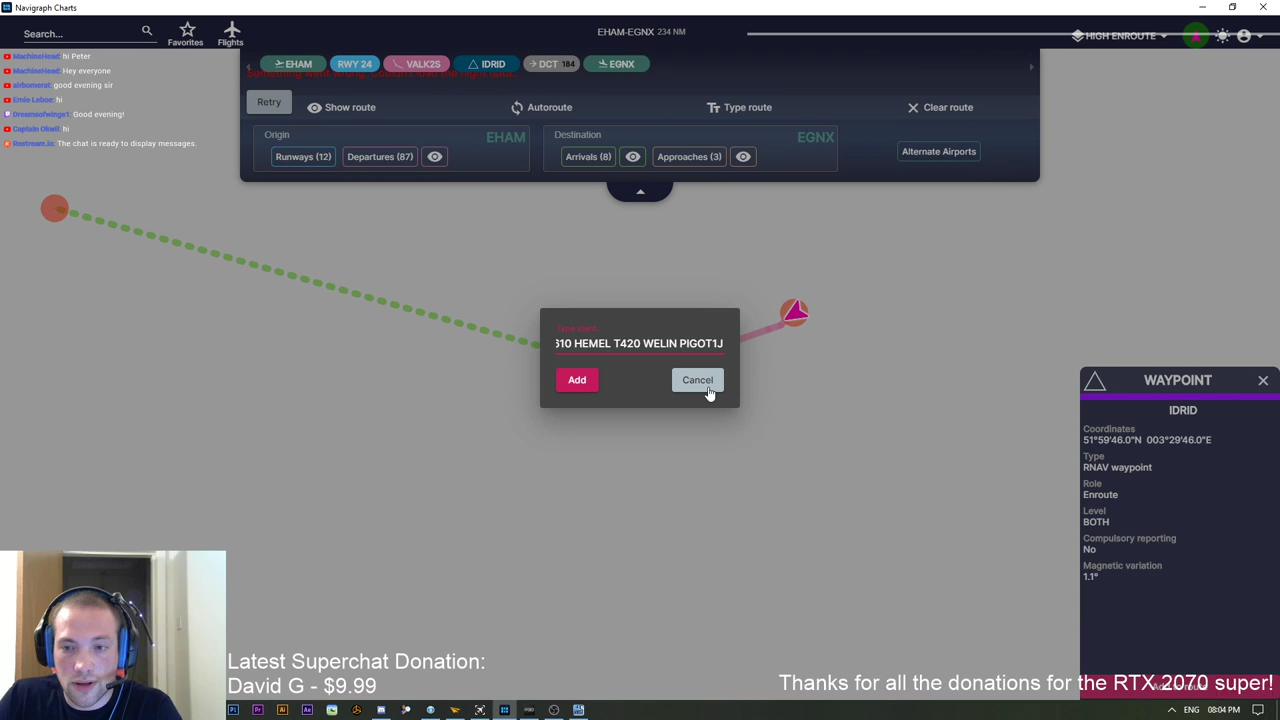 Navigraph Charts
Search...
Favorites
Flights
EHAM-EGNX 234 NM
HIGH ENROUTE
MachineHead: hi Peter
MachineHead: Hey everyone
airbornerat: good evening sir
Ernie Leboe: hi
Dreamsofwings1: Good evening!
Captain Okwil: hi
Restream.io: The chat is ready to display messages.
EHAM RWY 24 VALK2S IDRID DCT 184 EGNX
Retry
Show route
Autoroute
Type route
Clear route
Origin EHAM
Runways (12) Departures (87)
Destination EGNX
Arrivals (8) Approaches (3)
Alternate Airports
610 HEMEL T420 WELIN PIGOT1J
Add
Cancel
WAYPOINT
IDRID
Coordinates
51°59'46.0"N 003°29'46.0"E
Type
RNAV waypoint
Role
Enroute
Level
BOTH
Compulsory reporting
No
Magnetic variation
1.1°
Latest Superchat Donation:
David G - $9.99
Thanks for all the donations for the RTX 2070 super!
ENG 08:04 PM